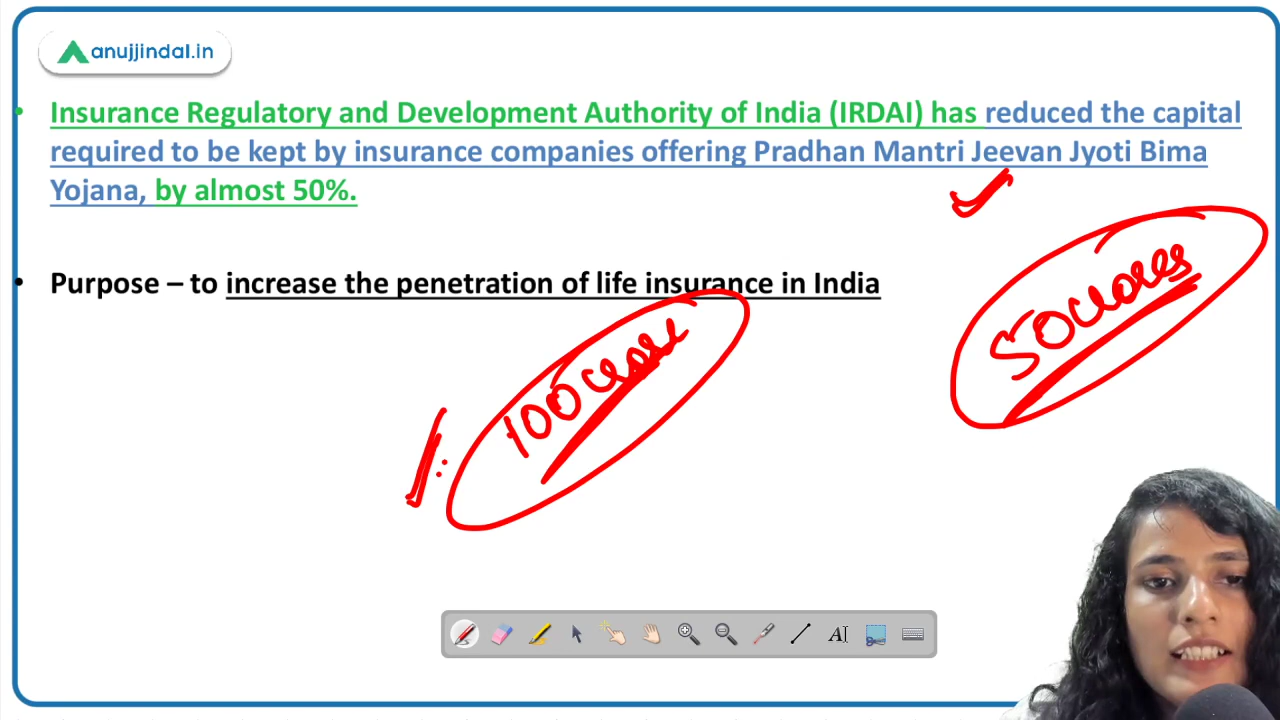 anujjindal.in
• Insurance Regulatory and Development Authority of India (IRDAI) has reduced the capital
required to be kept by insurance companies offering Pradhan Mantri Jeevan Jyoti Bima
Yojana, by almost 50%.
• Purpose – to increase the penetration of life insurance in India
50 crores
100 crore
AI